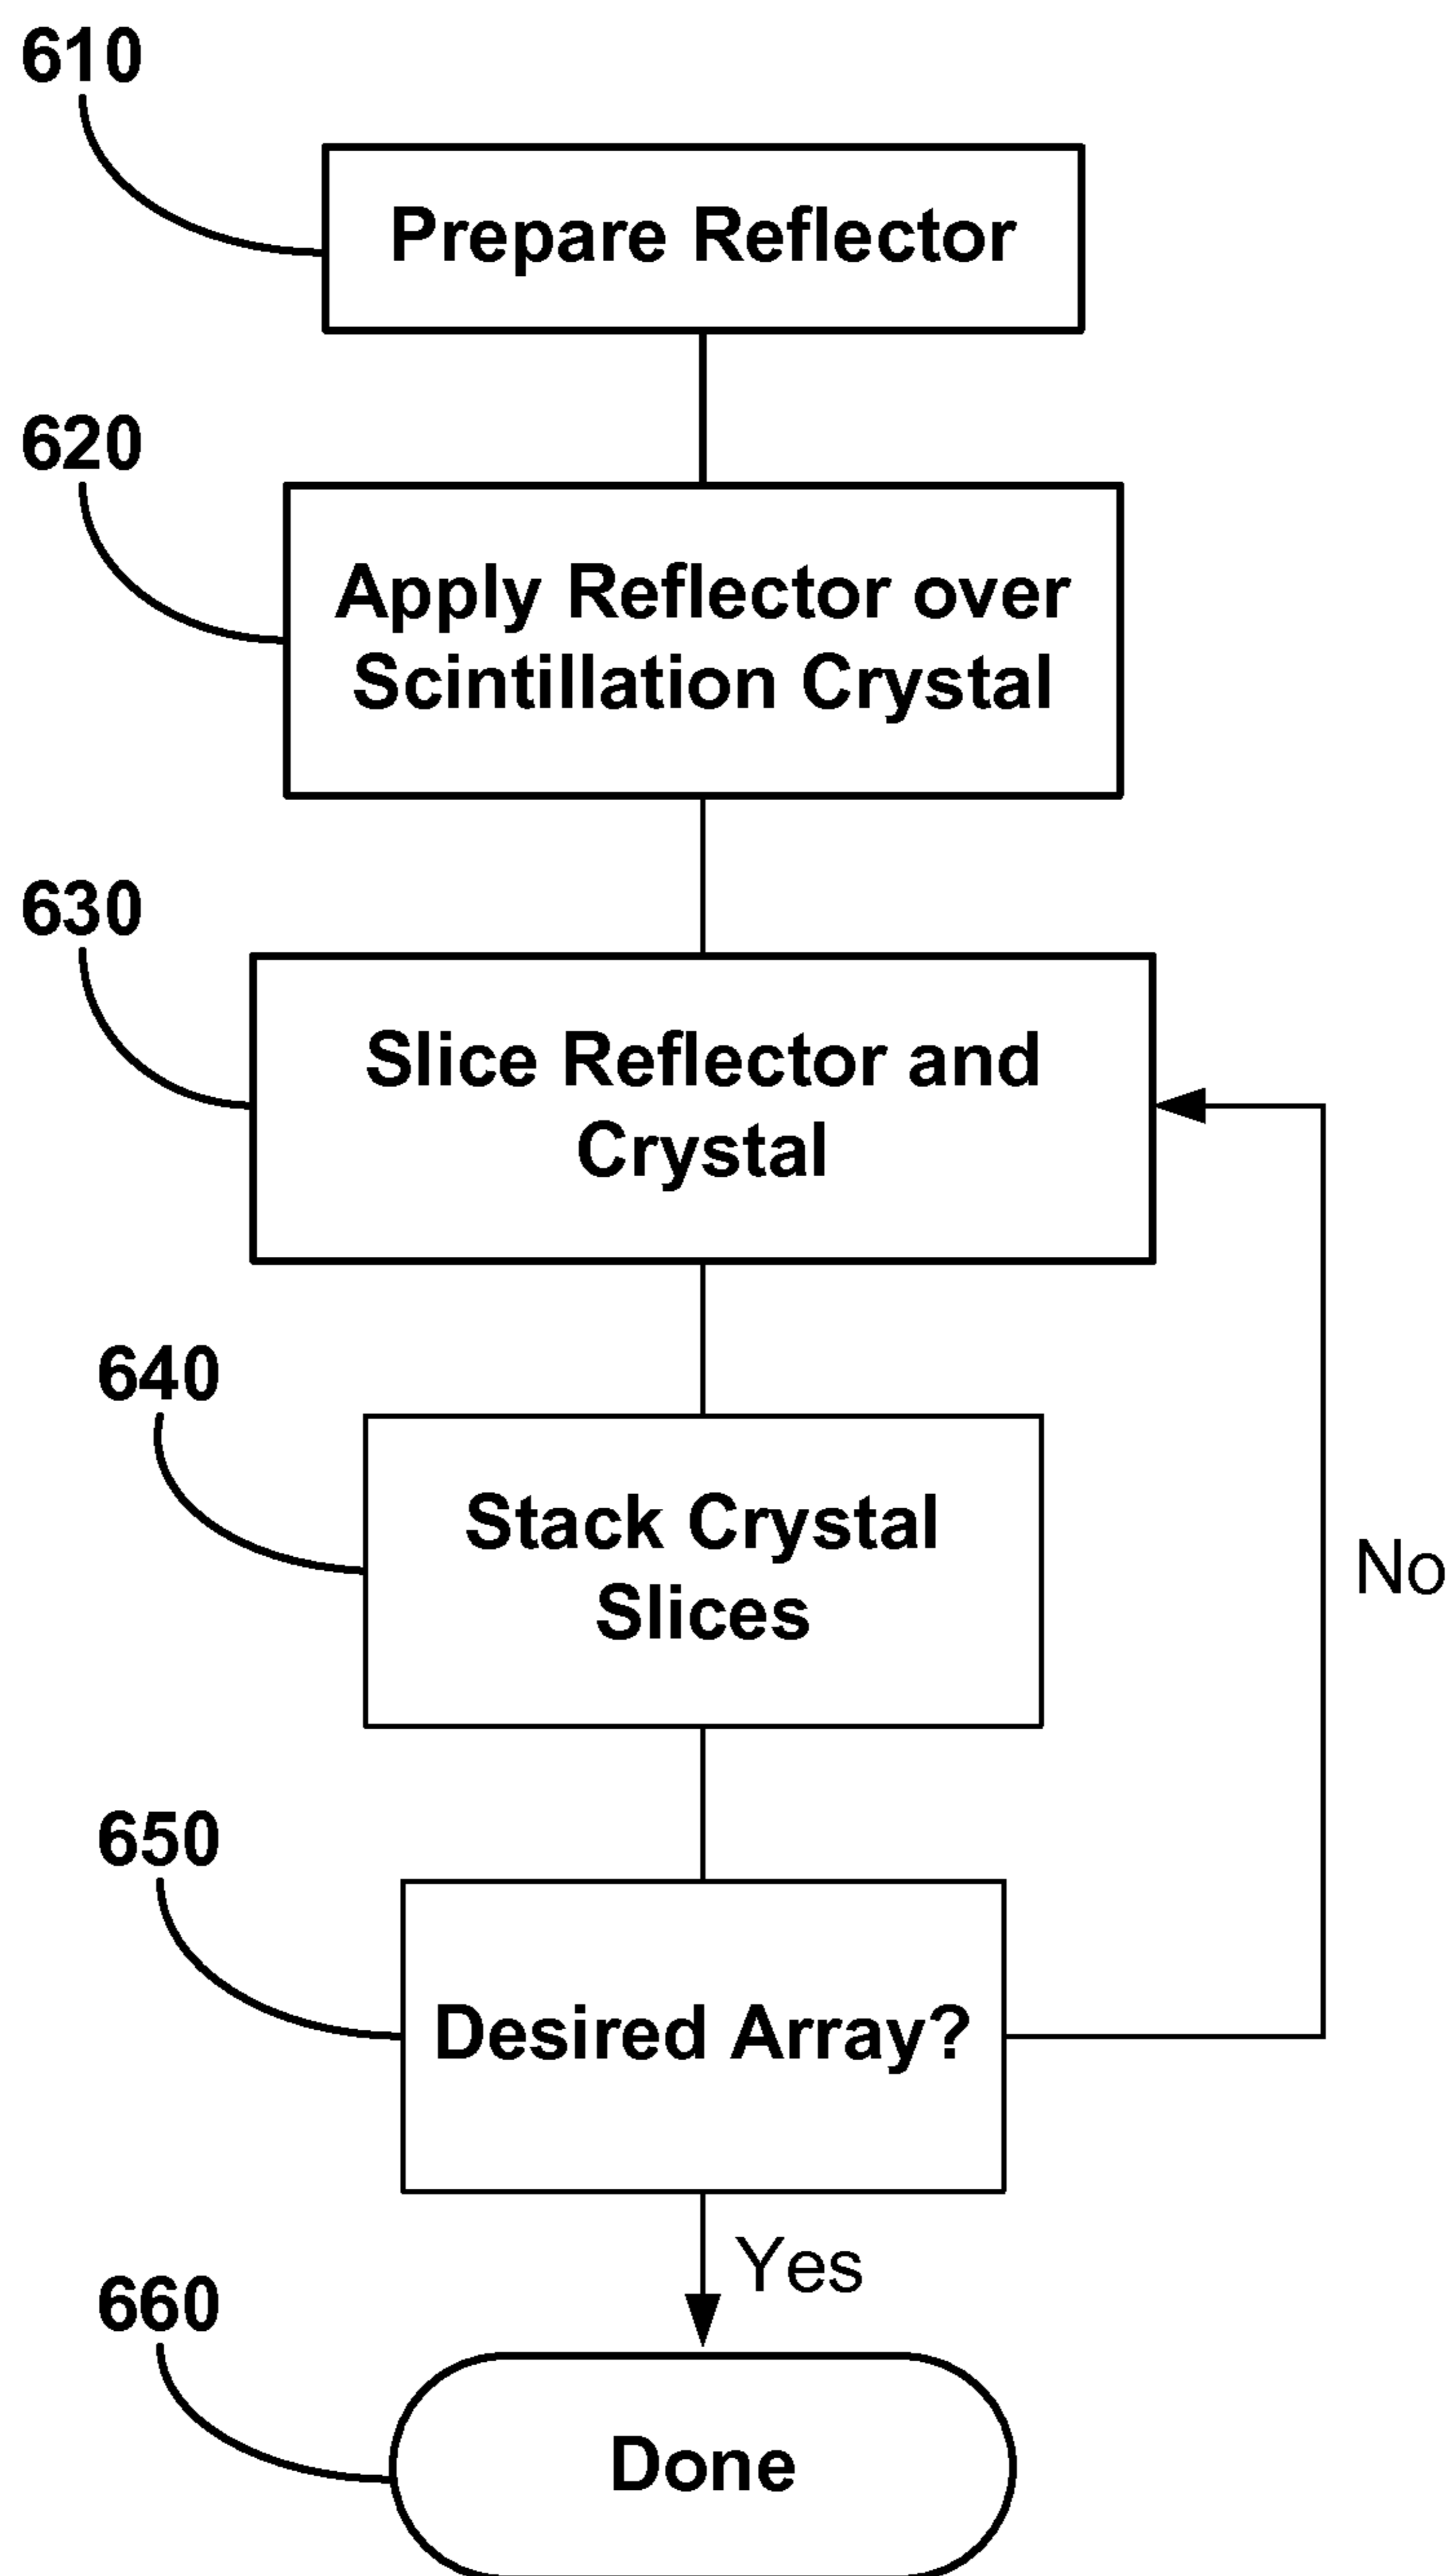 610
Prepare Reflector
620
Apply Reflector over
Scintillation Crystal
630
Slice Reflector and
Crystal
640
Stack Crystal
Slices
No
650
Desired Array?
Yes
660
Done